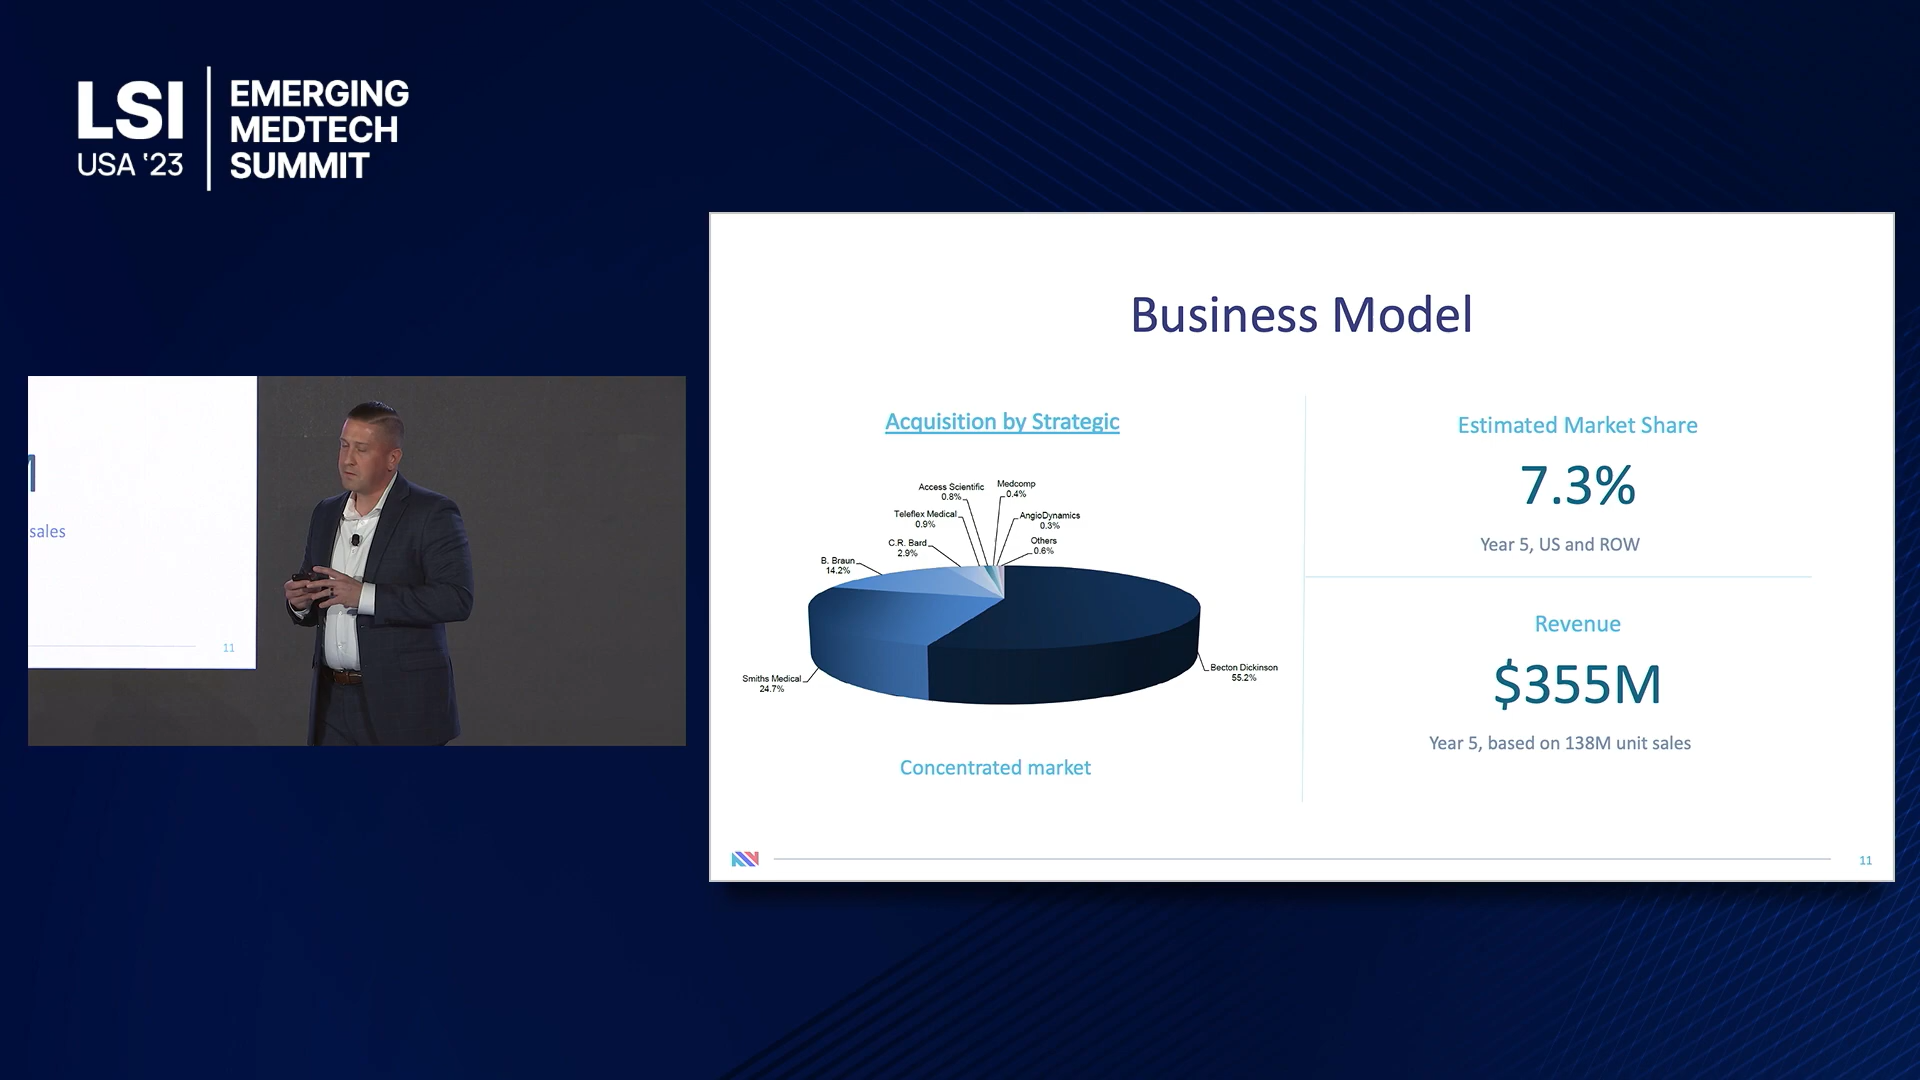 LSI
USA '23
EMERGING
MEDTECH
SUMMIT
sales
11
Business Model
Acquisition by Strategic
Access Scientific
0.8%
Medcomp
0.4%
Teleflex Medical
0.9%
AngioDynamics
0.3%
C.R. Bard
2.9%
Others
0.6%
B. Braun
14.2%
Smiths Medical
24.7%
Becton Dickinson
55.2%
Concentrated market
Estimated Market Share
7.3%
Year 5, US and ROW
Revenue
$355M
Year 5, based on 138M unit sales
11